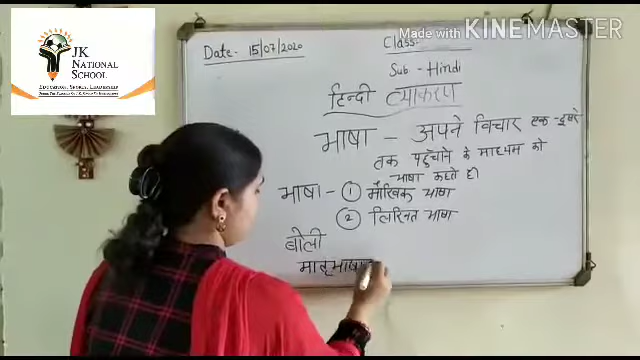 JK
NATIONAL
SCHOOL
Made with KINEMASTER
Date- 15/07/2020
Class-
Sub - Hindi
हिन्दी व्याकरण
भाषा - अपने विचार एक-दूसरे
तक पहुँचाने के माध्यम को
भाषा कहते है।
भाषा - ① मौखिक भाषा
② लिखित भाषा
बोली
मातृभाषा